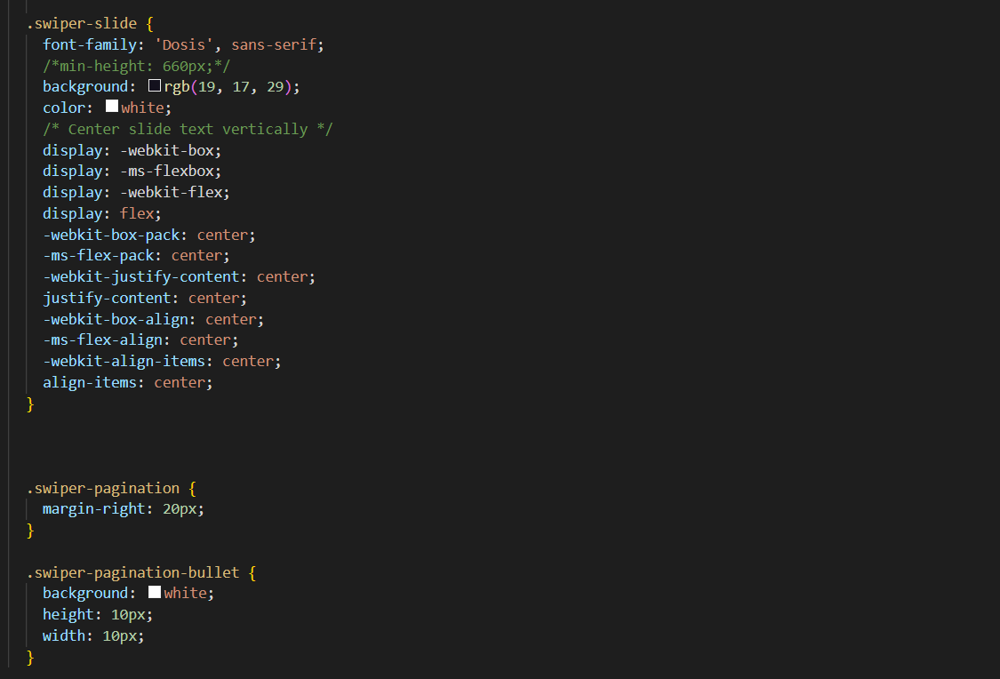 .swiper-slide {
font-family: 'Dosis', sans-serif;
/*min-height: 660px;*/
background: rgb(19, 17, 29);
color: white;
/* Center slide text vertically */
display: -webkit-box;
display: -ms-flexbox;
display: -webkit-flex;
display: flex;
-webkit-box-pack: center;
-ms-flex-pack: center;
-webkit-justify-content: center;
justify-content: center;
-webkit-box-align: center;
-ms-flex-align: center;
-webkit-align-items: center;
align-items: center;
}
.swiper-pagination {
margin-right: 20px;
}
.swiper-pagination-bullet {
background: white;
height: 10px;
width: 10px;
}